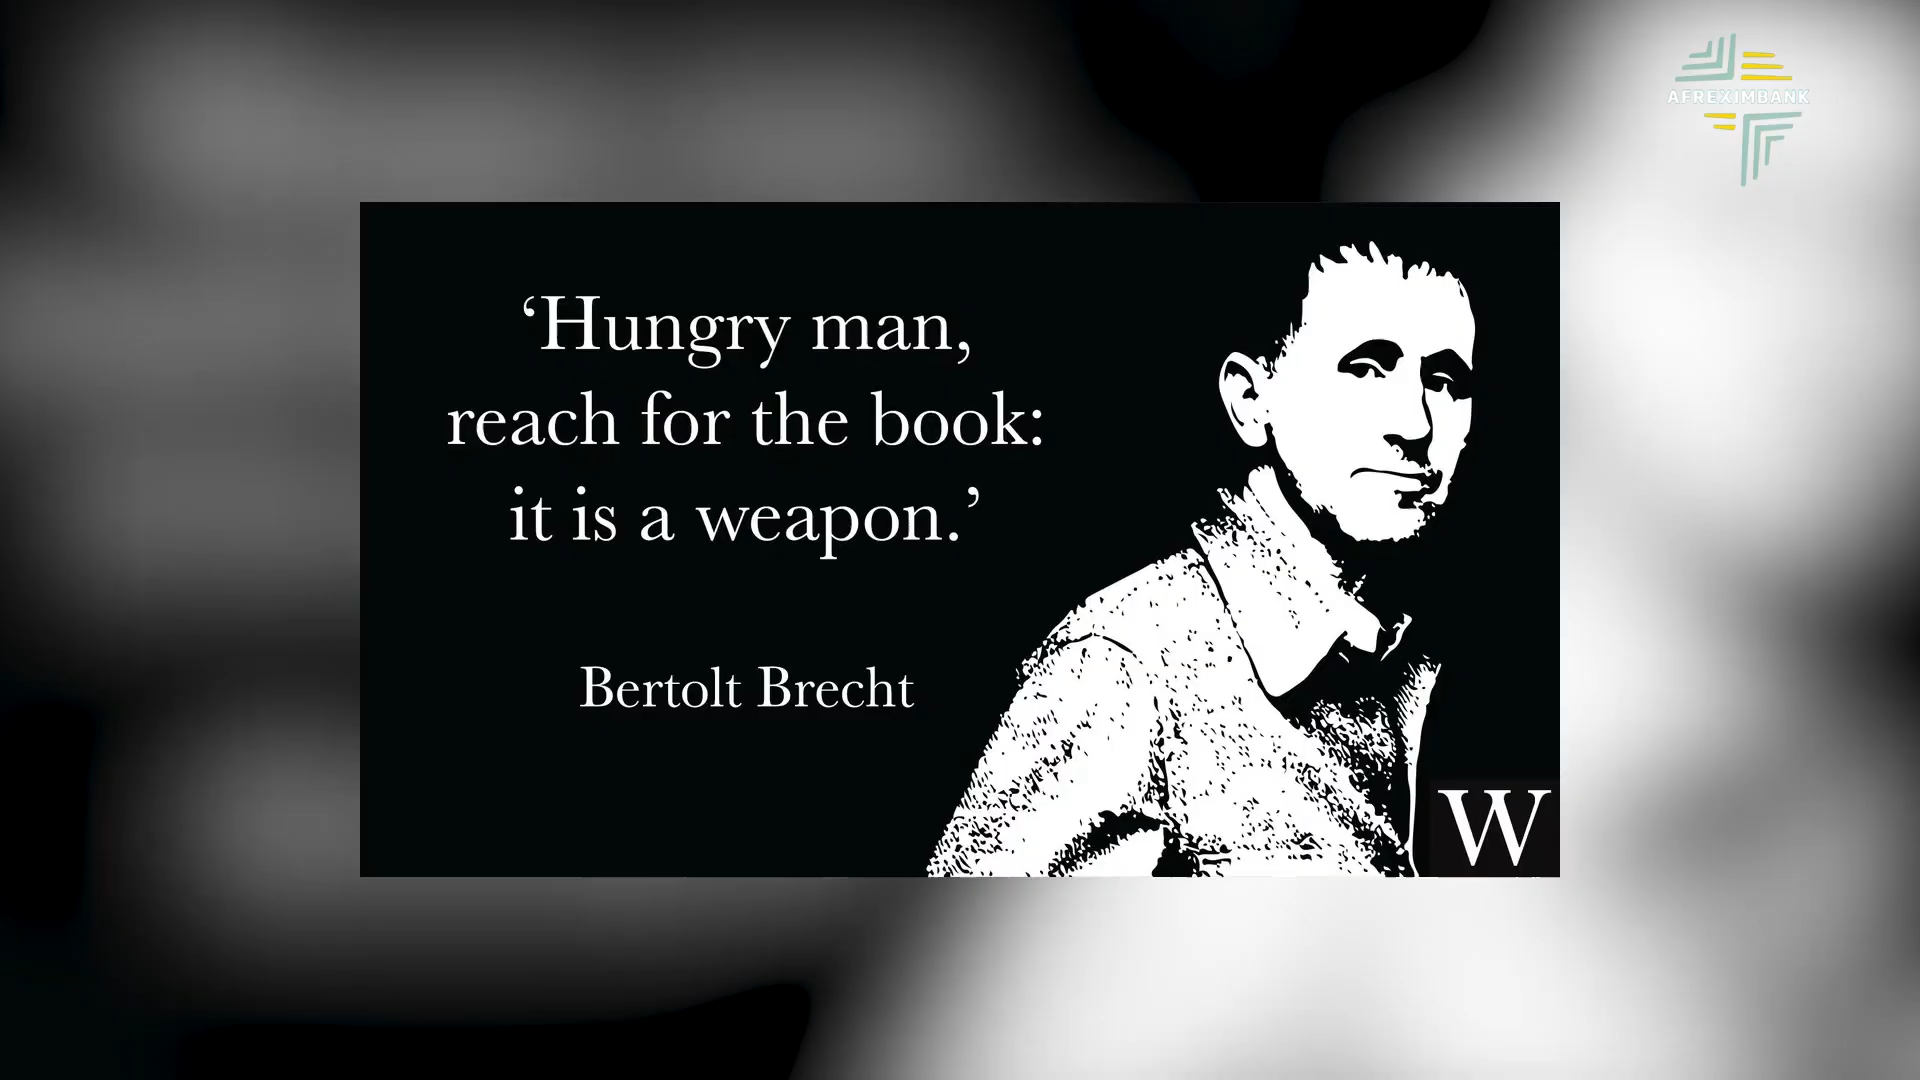 AFREXIMBANK
‘Hungry man,
reach for the book:
it is a weapon.’
Bertolt Brecht
W